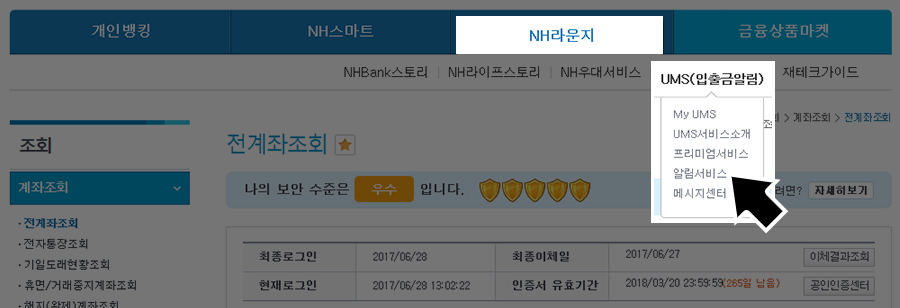 개인뱅킹 NH스마트 NH라운지 금융상품마켓
NHBank스토리 NH라이프스토리 NH우대서비스 UMS(입출금알림) 재테크가이드
My UMS
UMS서비스소개
프리미엄서비스
알림서비스
메시지센터
> 계좌조회 > 전계좌조회
조회
전계좌조회
계좌조회
나의 보안 수준은 우수 입니다. 려면? 자세히보기
전계좌조회
전자통장조회
기일도래현황조회
휴면/거래중지계좌조회
해지(완제)계좌조회
최종로그인 2017/06/28 최종이체일 2017/06/27 이체결과조회
현재로그인 2017/06/28 13:02:22 인증서 유효기간 2018/03/20 23:59:59(265일 남음) 공인인증센터